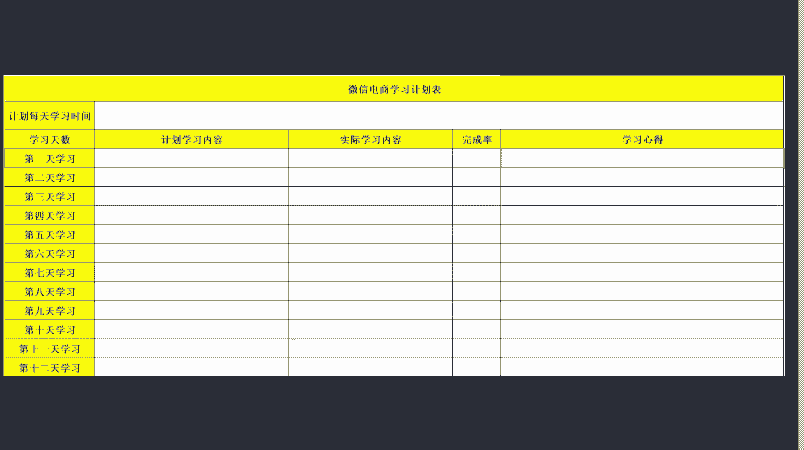 微信电商学习计划表
计划每天学习时间
学习天数 计划学习内容 实际学习内容 完成率 学习心得
第一天学习
第二天学习
第三天学习
第四天学习
第五天学习
第六天学习
第七天学习
第八天学习
第九天学习
第十天学习
第十一天学习
第十二天学习